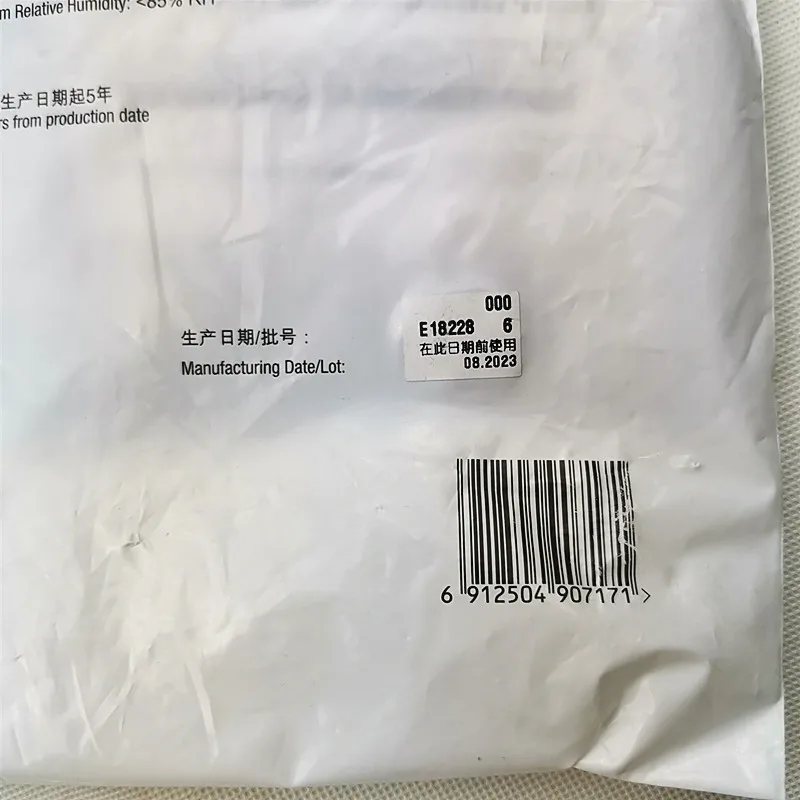 m Relative Humidity: <85% RH
生产日期起5年
rs from production date
000
E18228 6
生产日期/批号：
在此日期前使用
Manufacturing Date/Lot:
08.2023
6 912504 907171 >